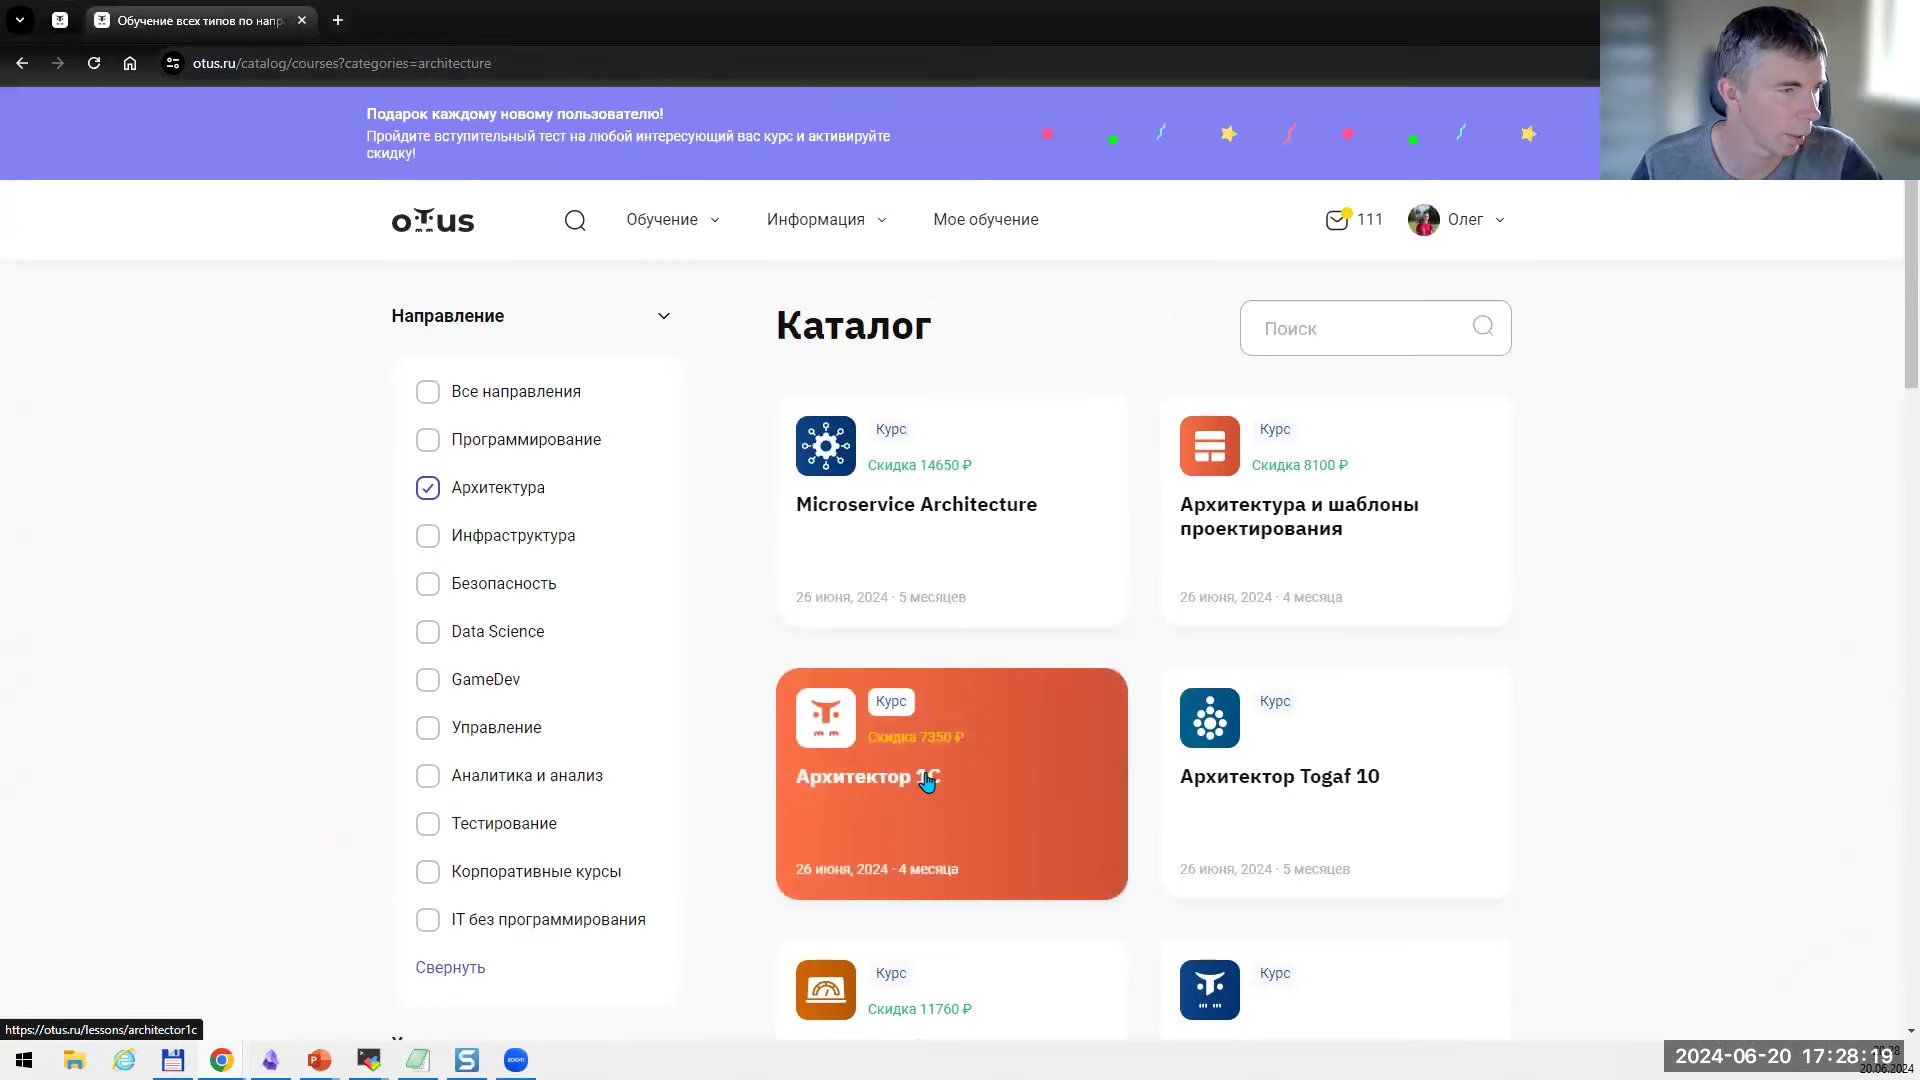 Обучение всех типов по напр
otus.ru/catalog/courses?categories=architecture
Подарок каждому новому пользователю!
Пройдите вступительный тест на любой интересующий вас курс и активируйте
скидку!
oтus
Обучение
Информация
Мое обучение
111
Олег
Направление
Все направления
Программирование
Архитектура
Инфраструктура
Безопасность
Data Science
GameDev
Управление
Аналитика и анализ
Тестирование
Корпоративные курсы
IT без программирования
Свернуть
Каталог
Поиск
Курс
Скидка 14650 ₽
Microservice Architecture
26 июня, 2024 · 5 месяцев
Курс
Скидка 8100 ₽
Архитектура и шаблоны
проектирования
26 июня, 2024 · 4 месяца
Курс
Скидка 7350 ₽
Архитектор 1С
26 июня, 2024 · 4 месяца
Курс
Архитектор Togaf 10
26 июня, 2024 · 5 месяцев
Курс
Скидка 11760 ₽
Курс
https://otus.ru/lessons/architector1c
zoom
2024-06-20 17:28:19
20.06.2024